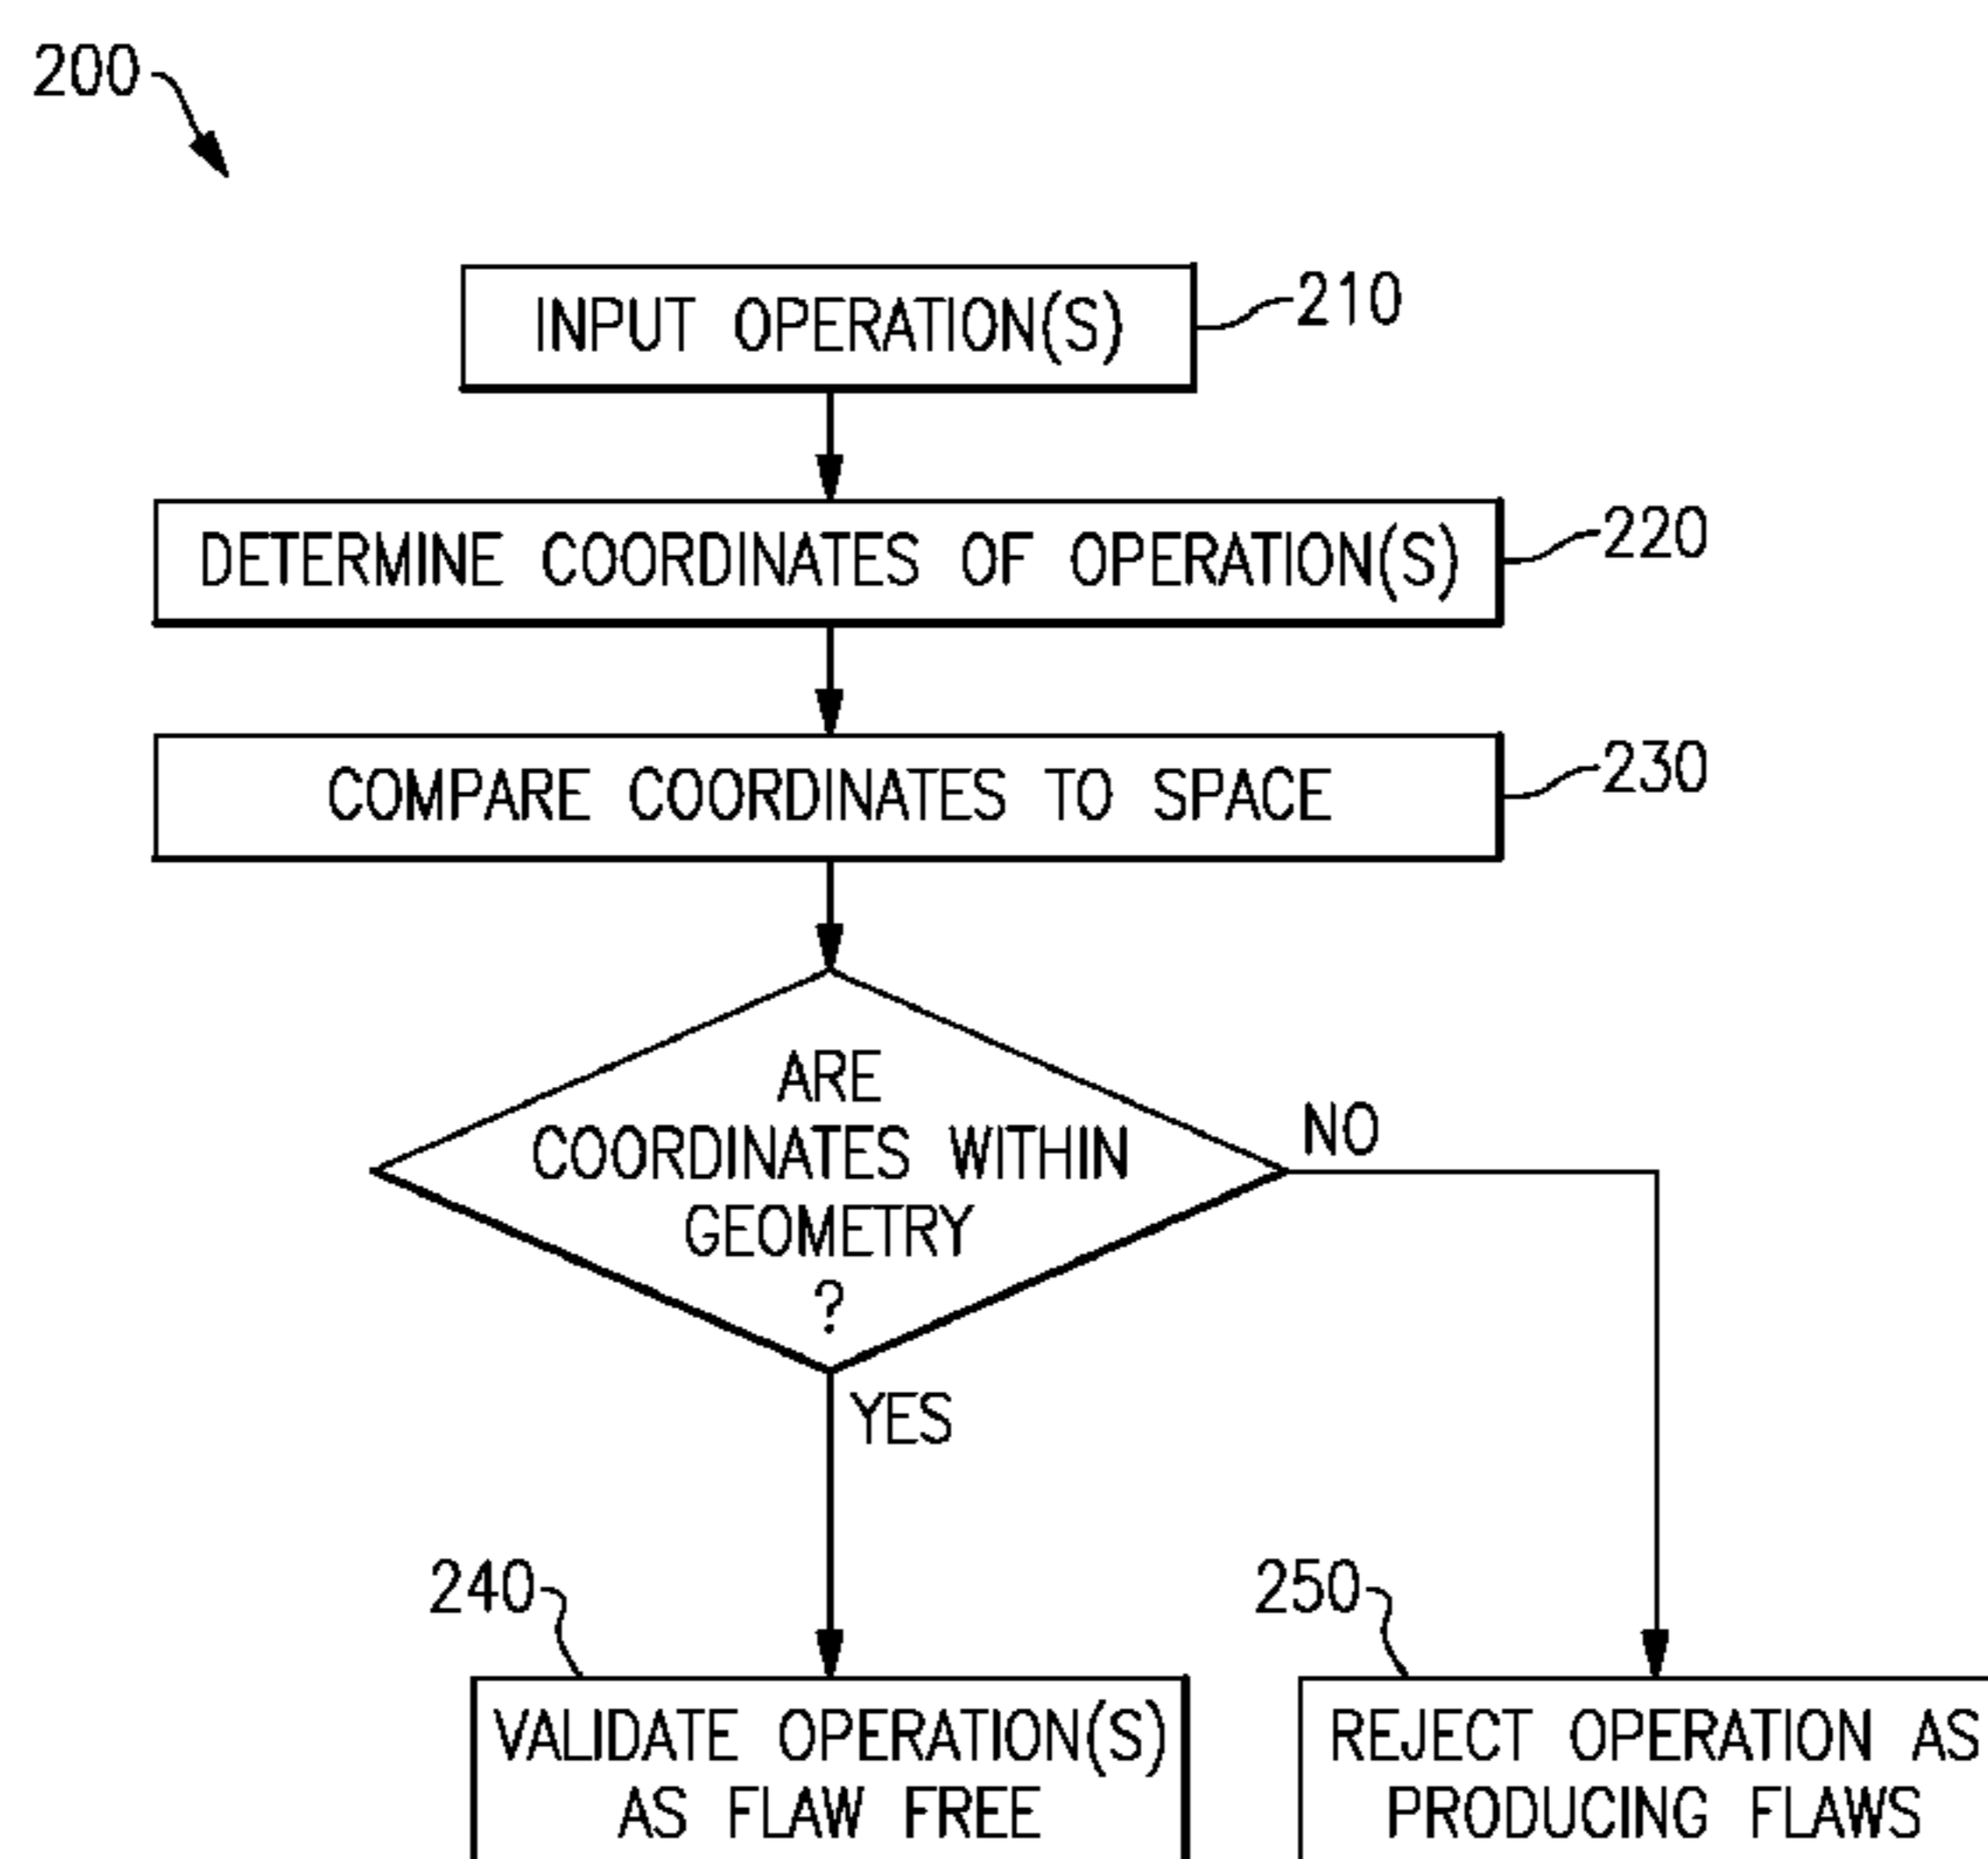 200
INPUT OPERATION(S)
210
DETERMINE COORDINATES OF OPERATION(S)
220
COMPARE COORDINATES TO SPACE
230
ARE
COORDINATES WITHIN
GEOMETRY
?
NO
YES
240
VALIDATE OPERATION(S)
AS FLAW FREE
250
REJECT OPERATION AS
PRODUCING FLAWS